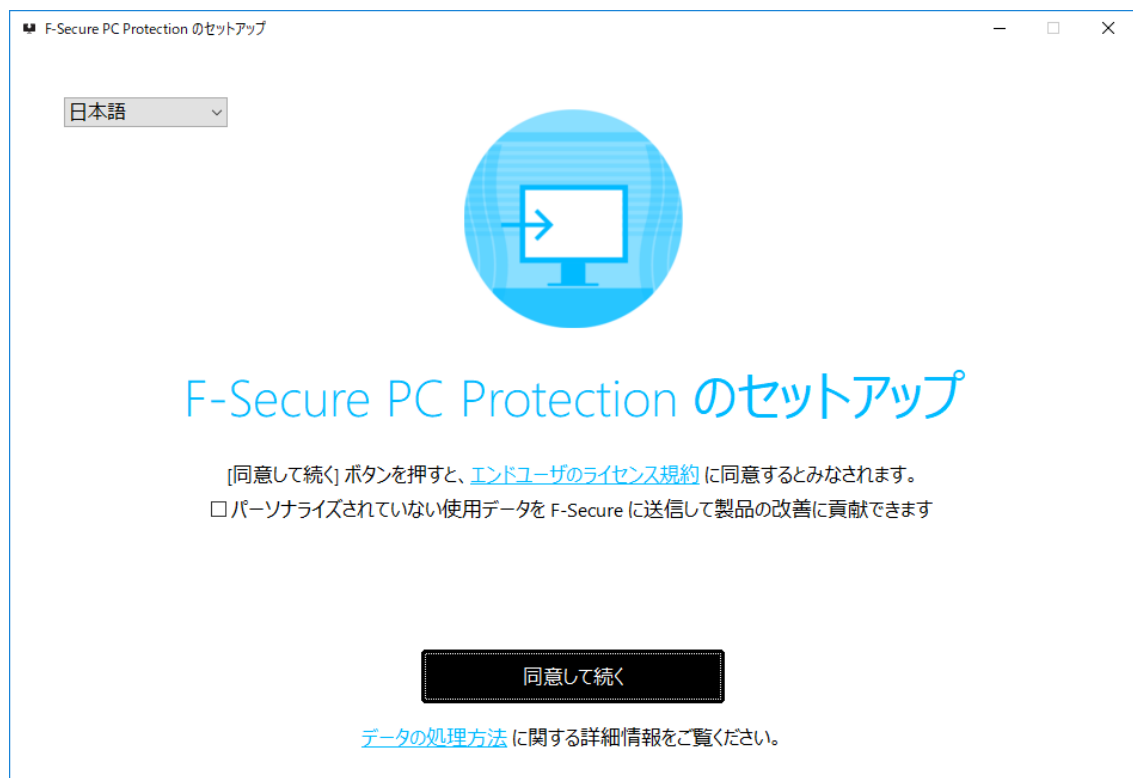 F-Secure PC Protection のセットアップ
日本語
F-Secure PC Protection のセットアップ
[同意して続く] ボタンを押すと、エンドユーザのライセンス規約 に同意するとみなされます。
パーソナライズされていない使用データを F-Secure に送信して製品の改善に貢献できます
同意して続く
データの処理方法 に関する詳細情報をご覧ください。